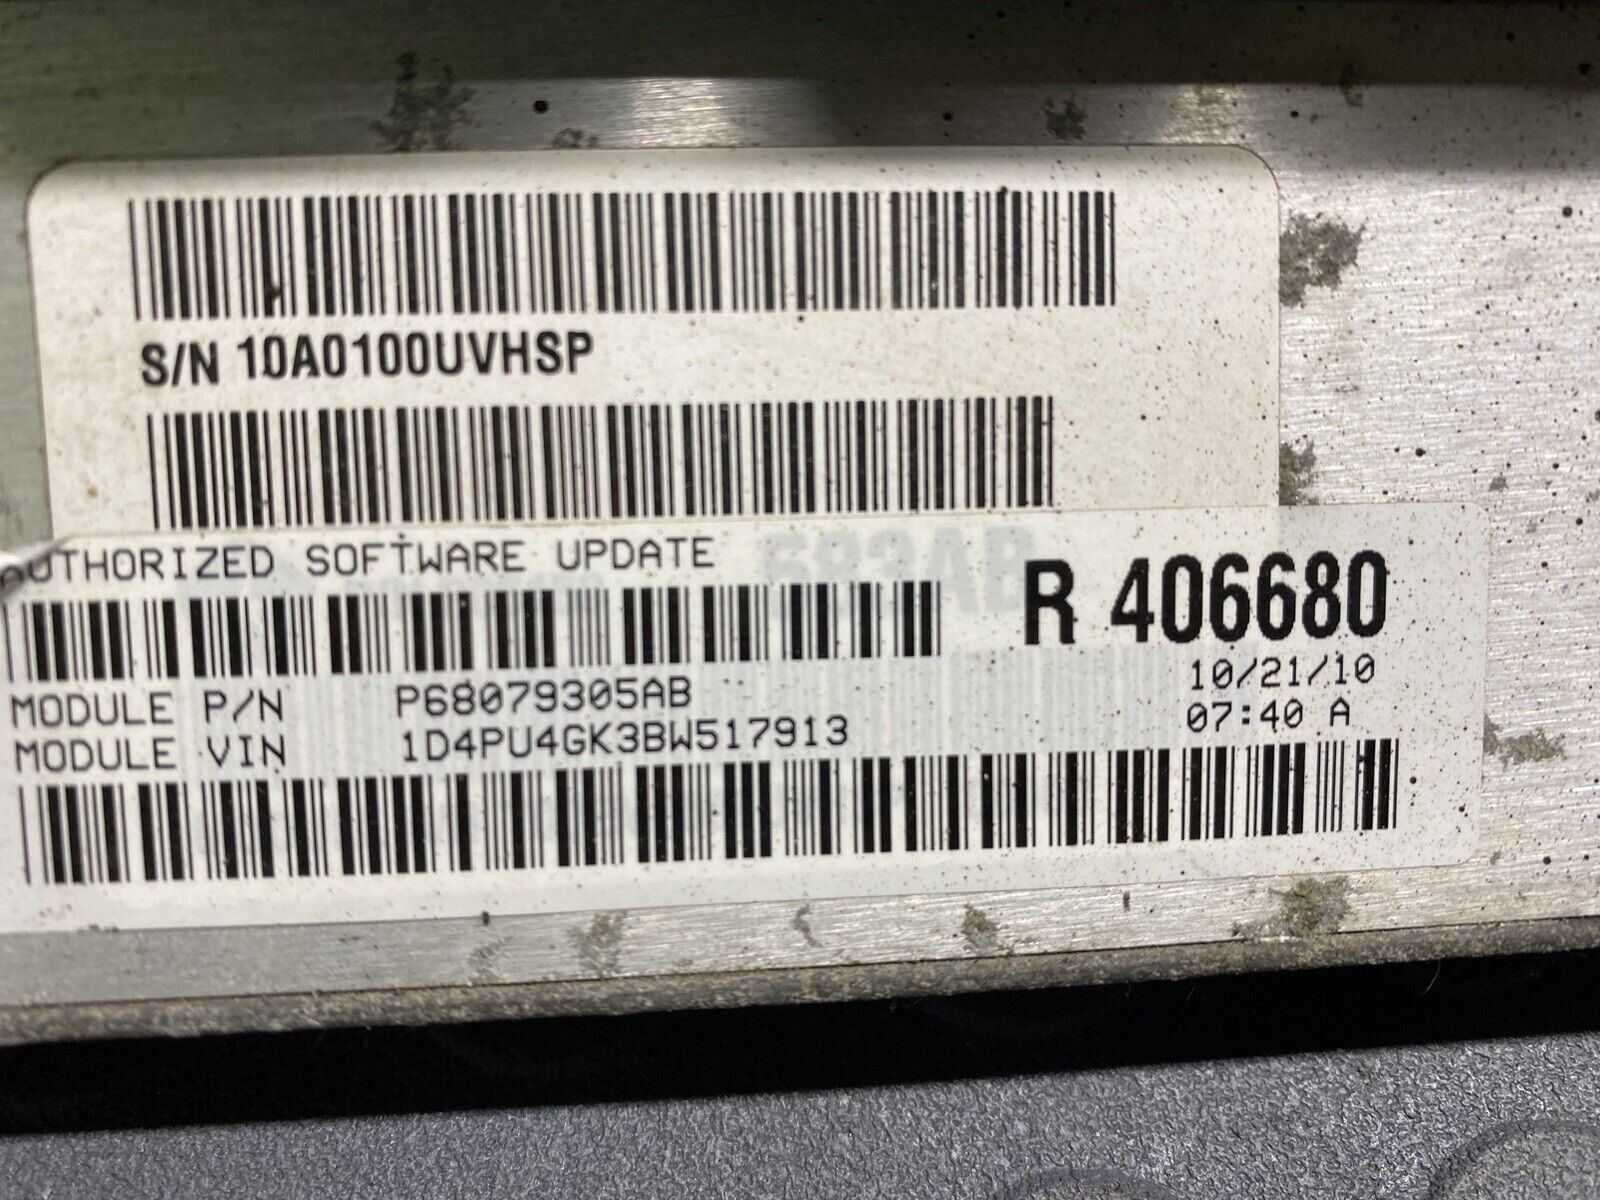 S/N 10A0100UVHSP
AUTHORIZED SOFTWARE UPDATE
R 406680
MODULE P/N P68079305AB
10/21/10
MODULE VIN 1D4PU4GK3BW517913
07:40 A